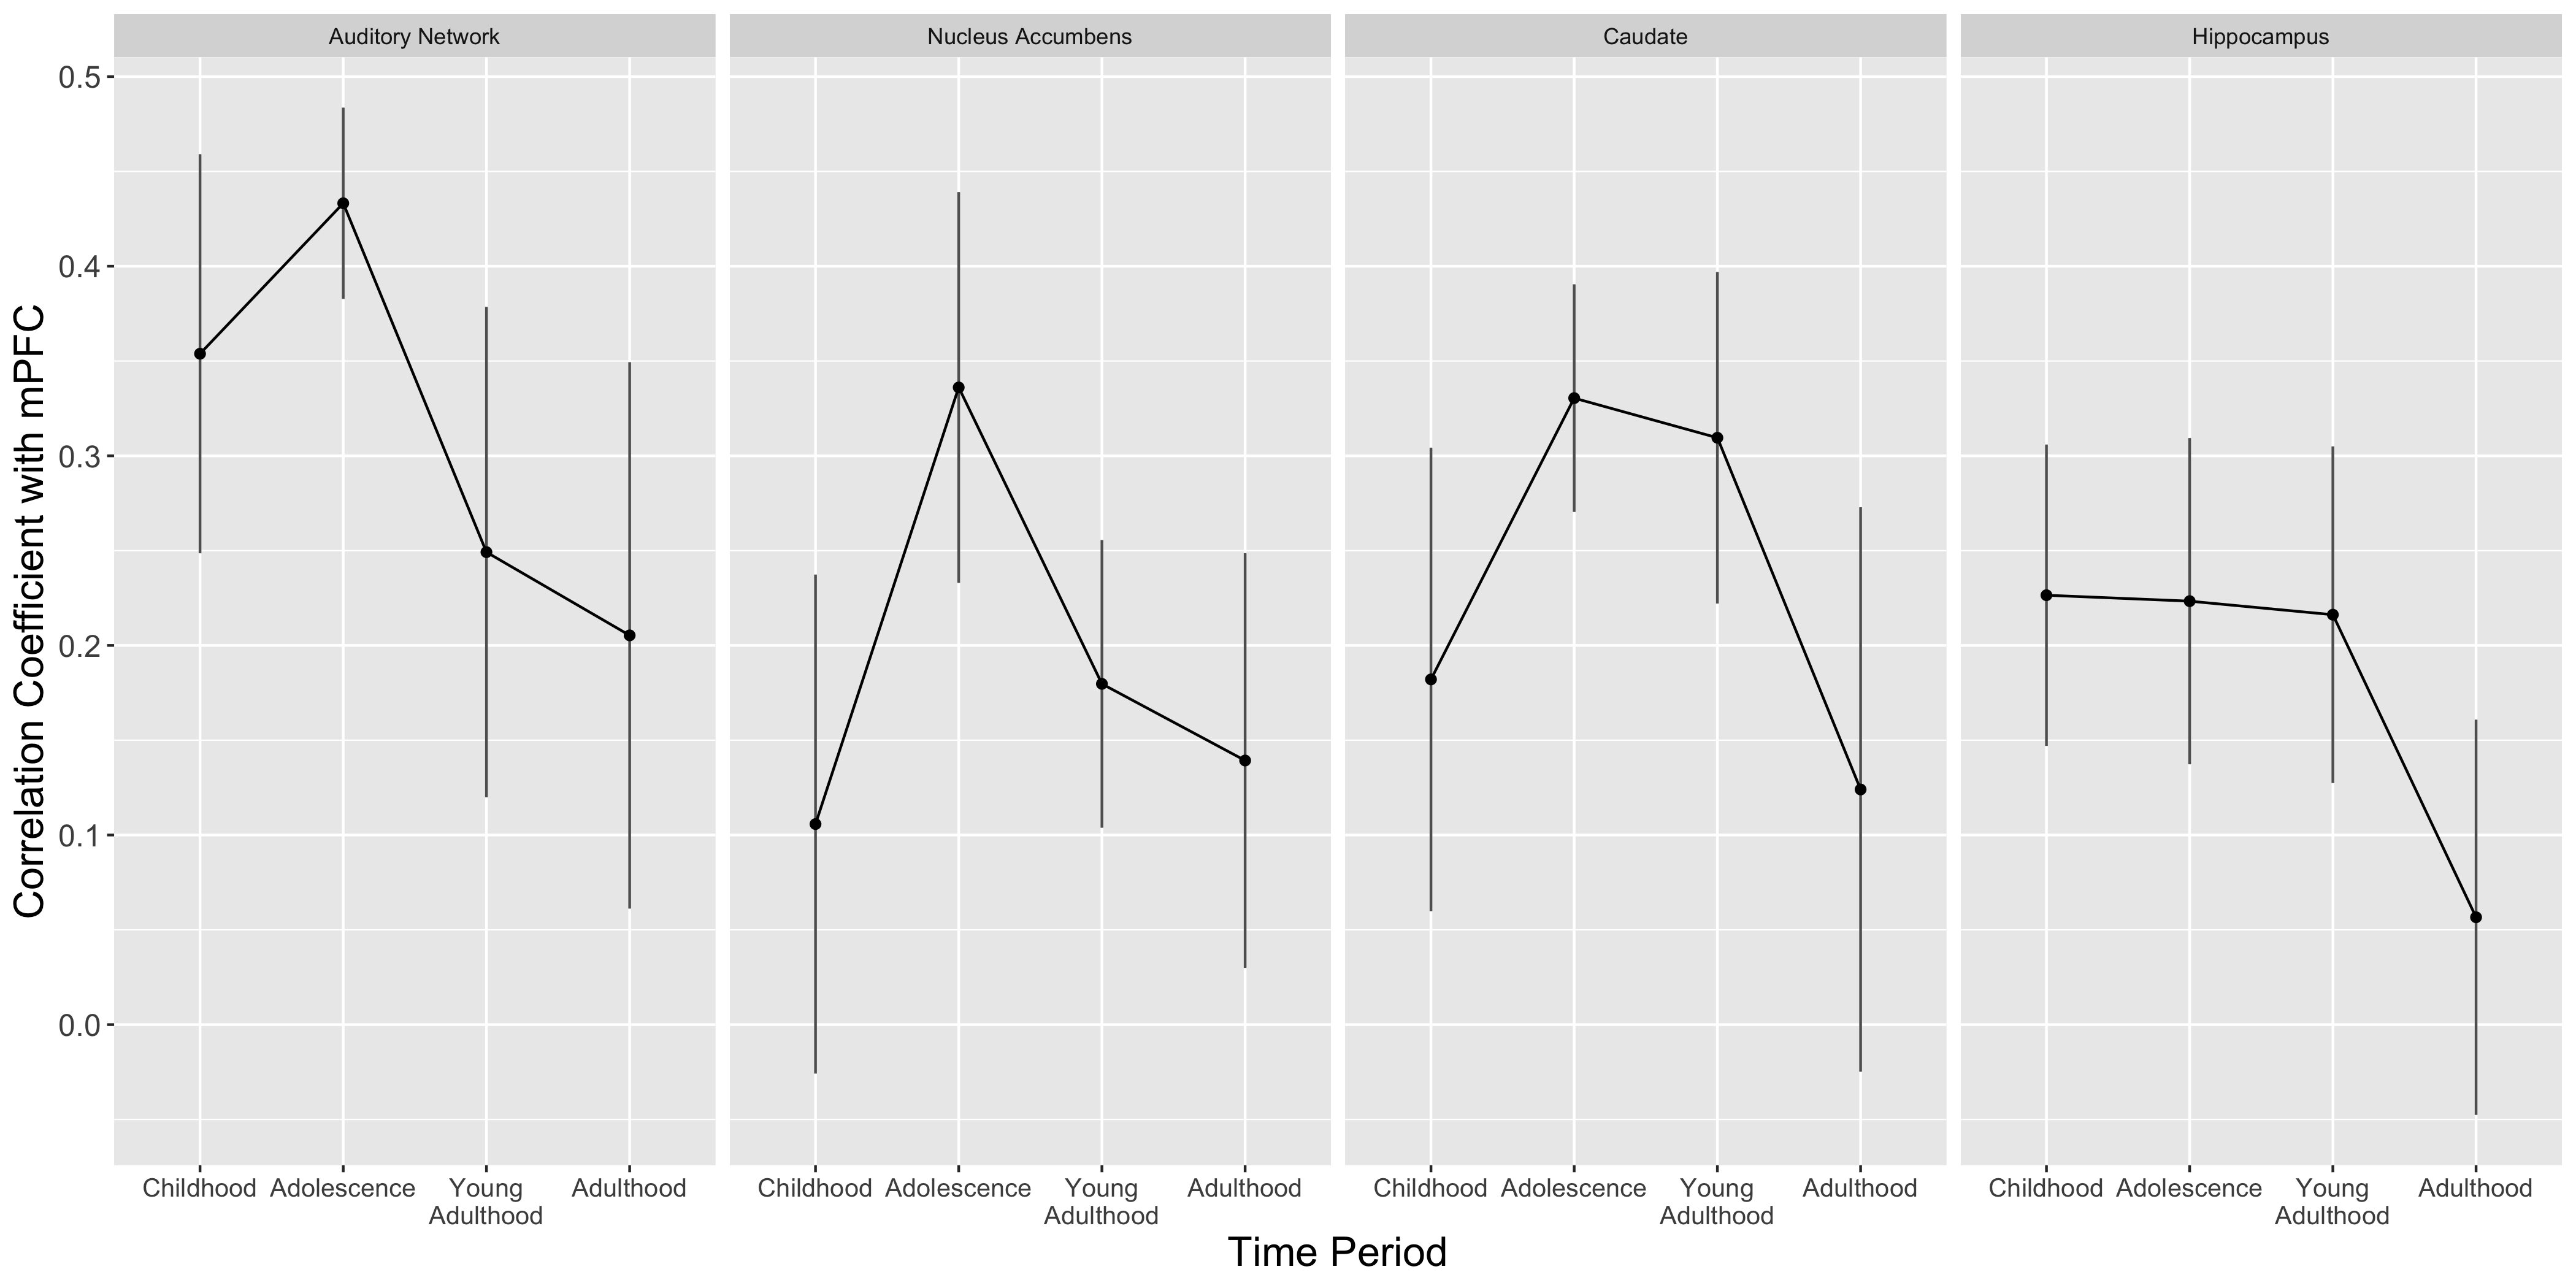 Auditory Network
Nucleus Accumbens
Caudate
Hippocampus
Correlation Coefficient with mPFC
0.5
0.4
0.3
0.2
0.1
0.0
Childhood Adolescence Young Adulthood
Adulthood
Childhood Adolescence Young Adulthood
Adulthood
Childhood Adolescence Young Adulthood
Adulthood
Childhood Adolescence Young Adulthood
Adulthood
Time Period